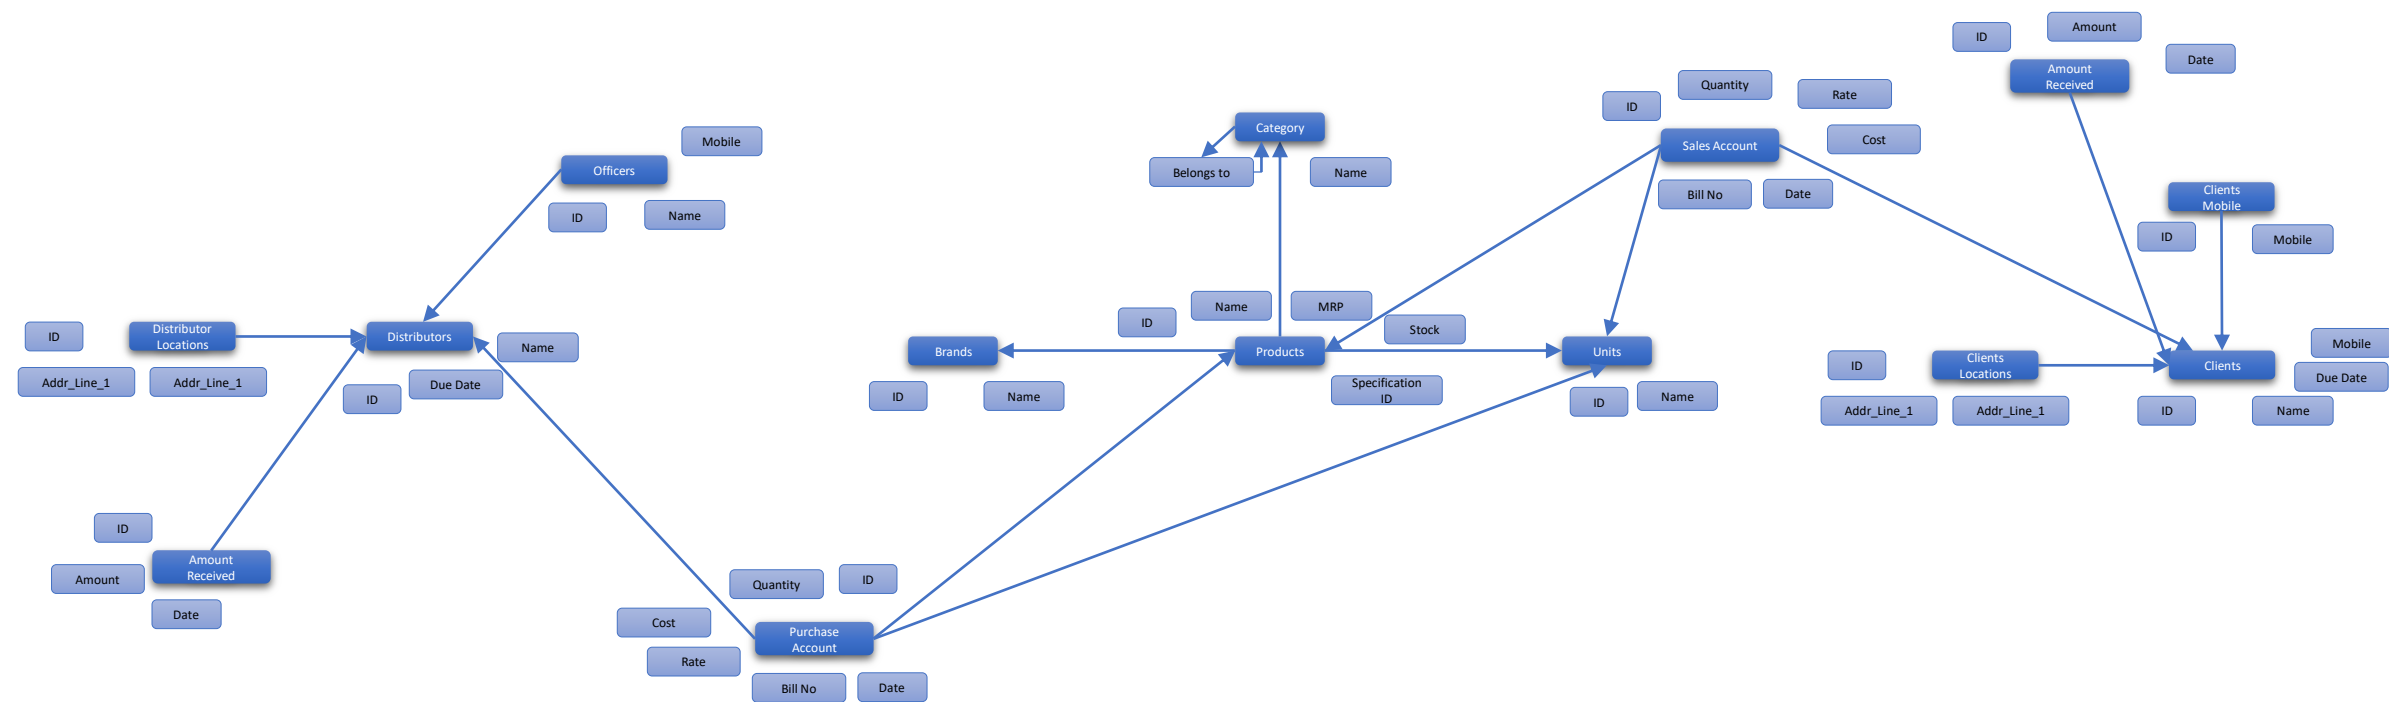 ID
Amount
Date
Amount
Received
Quantity
ID
Rate
Cost
Sales Account
Bill No
Date
Category
Belongs to
Name
Mobile
Officers
ID
Name
Clients
Mobile
ID
Mobile
ID
Distributor
Locations
Addr_Line_1
Addr_Line_1
Distributors
Name
ID
Due Date
ID
Name
MRP
Stock
Brands
Products
Units
ID
Name
Specification
ID
ID
Name
ID
Clients
Locations
Addr_Line_1
Addr_Line_1
Clients
Mobile
Due Date
ID
Name
ID
Amount
Amount
Received
Date
Quantity
ID
Cost
Purchase
Account
Rate
Bill No
Date